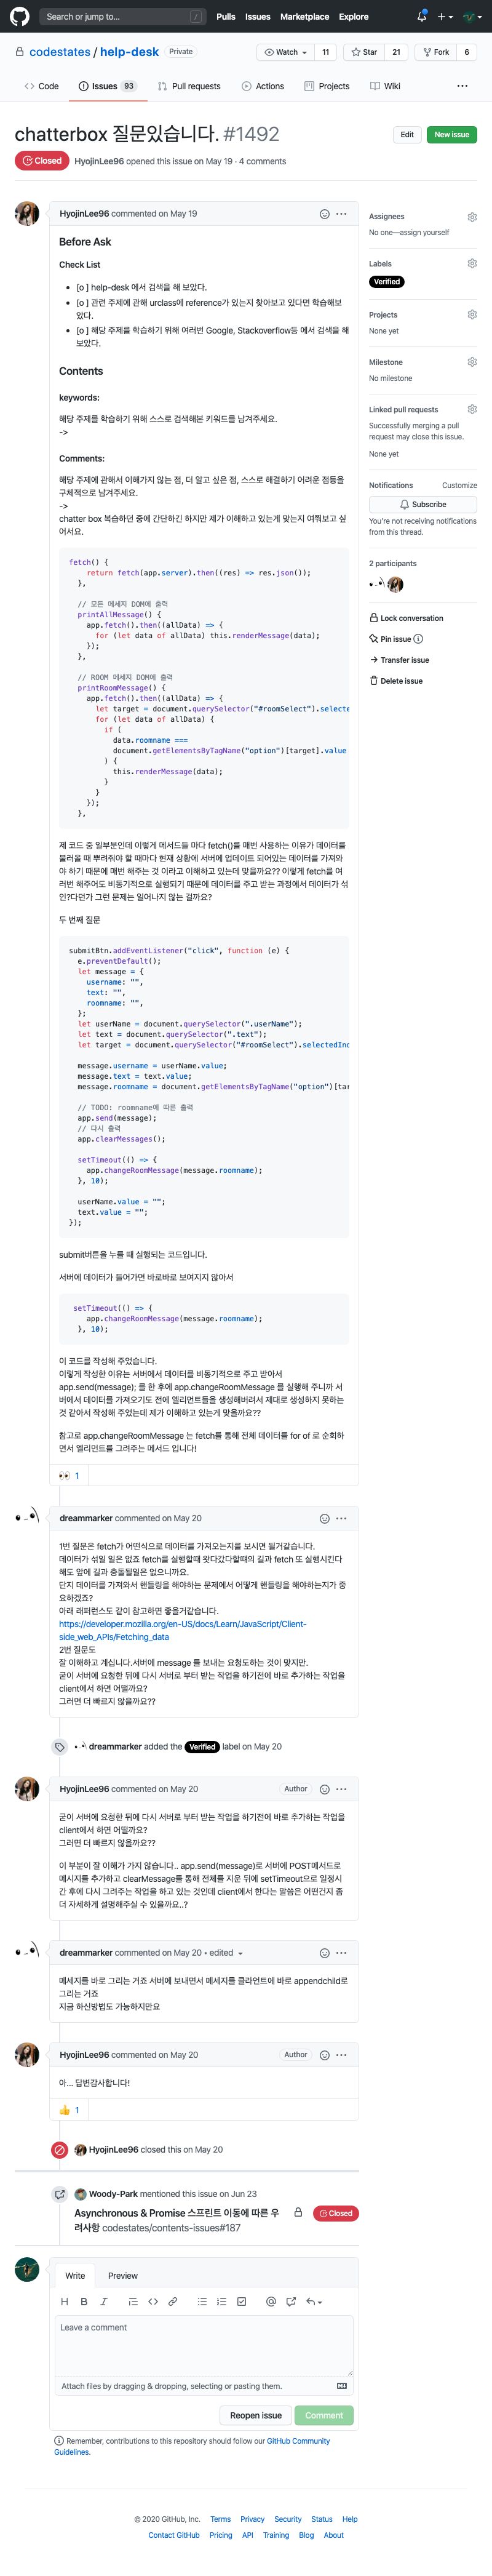 Search or jump to...
/
Pulls Issues Marketplace Explore
codestates / help-desk Private
Watch 11 Star 21 Fork 6
Code Issues 93 Pull requests Actions Projects Wiki ...
chatterbox 질문있습니다. #1492
Edit New issue
Closed HyojinLee96 opened this issue on May 19 · 4 comments
HyojinLee96 commented on May 19
Before Ask
Check List
• [o ] help-desk 에서 검색을 해 보았다.
• [o ] 관련 주제에 관해 urclass에 reference가 있는지 찾아보고 있다면 학습해보
았다.
• [o ] 해당 주제를 학습하기 위해 여러번 Google, Stackoverflow등 에서 검색을 해
보았다.
Contents
keywords:
해당 주제를 학습하기 위해 스스로 검색해본 키워드를 남겨주세요.
->
Comments:
해당 주제에 관해서 이해가지 않는 점, 더 알고 싶은 점, 스스로 해결하기 어려운 점등을
구체적으로 남겨주세요.
->
chatter box 복습하던 중에 간단하긴 하지만 제가 이해하고 있는게 맞는지 여쭤보고 싶
어서요.
fetch() {
return fetch(app.server).then((res) => res.json());
},
// 모든 메세지 DOM에 출력
printAllMessage() {
app.fetch().then((allData) => {
for (let data of allData) this.renderMessage(data);
});
},
// ROOM 메세지 DOM에 출력
printRoomMessage() {
app.fetch().then((allData) => {
let target = document.querySelector("#roomSelect").selecte
for (let data of allData) {
if (
data.roomname ===
document.getElementsByTagName("option")[target].value
) {
this.renderMessage(data);
}
}
});
},
제 코드 중 일부분인데 이렇게 메서드들 마다 fetch()를 매번 사용하는 이유가 데이터를
불러올 때 뿌려줘야 할 때마다 현재 상황에 서버에 업데이트 되어있는 데이터를 가져와
야 하기 때문에 매번 해주는 것 이라고 이해하고 있는데 맞을까요?? 이렇게 fetch를 여
러번 해주어도 비동기적으로 실행되기 때문에 데이터를 주고 받는 과정에서 데이터가 섞
인?다던가 그런 문제는 일어나지 않는 걸까요?
두 번째 질문
submitBtn.addEventListener("click", function (e) {
e.preventDefault();
let message = {
username: "",
text: "",
roomname: "",
};
let userName = document.querySelector(".userName");
let text = document.querySelector(".text");
let target = document.querySelector("#roomSelect").selectedInd
message.username = userName.value;
message.text = text.value;
message.roomname = document.getElementsByTagName("option")[tar
// TODO: roomname에 따른 출력
app.send(message);
// 다시 출력
app.clearMessages();
setTimeout(() => {
app.changeRoomMessage(message.roomname);
}, 10);
userName.value = "";
text.value = "";
});
submit버튼을 누를 때 실행되는 코드입니다.
서버에 데이터가 들어가면 바로바로 보여지지 않아서
setTimeout(() => {
app.changeRoomMessage(message.roomname);
}, 10);
이 코드를 작성해 주었습니다.
이렇게 작성한 이유는 서버에서 데이터를 비동기적으로 주고 받아서
app.send(message); 를 한 후에 app.changeRoomMessage 를 실행해 주니까 서
버에서 데이터를 가져오기도 전에 엘리먼트들을 생성해버려서 제대로 생성하지 못하는
것 같아서 작성해 주었는데 제가 이해하고 있는게 맞을까요??
참고로 app.changeRoomMessage 는 fetch를 통해 전체 데이터를 for of 로 순회하
면서 엘리먼트를 그려주는 메서드 입니다!
👀 1
dreammarker commented on May 20
1번 질문은 fetch가 어떤식으로 데이터를 가져오는지를 보시면 될거같습니다.
데이터가 섞일 일은 없죠 fetch를 실행할때 왔다갔다할때의 길과 fetch 또 실행시킨다
해도 앞에 길과 충돌될일은 없으니까요.
단지 데이터를 가져와서 핸들링을 해야하는 문제에서 어떻게 핸들링을 해야하는지가 중
요하겠죠?
아래 래퍼런스도 같이 참고하면 좋을거같습니다.
https://developer.mozilla.org/en-US/docs/Learn/JavaScript/Client-
side_web_APIs/Fetching_data
2번 질문도
잘 이해하고 계십니다.서버에 message 를 보내는 요청도하는 것이 맞지만.
굳이 서버에 요청한 뒤에 다시 서버로 부터 받는 작업을 하기전에 바로 추가하는 작업을
client에서 하면 어떨까요?
그러면 더 빠르지 않을까요??
dreammarker added the Verified label on May 20
HyojinLee96 commented on May 20 Author
굳이 서버에 요청한 뒤에 다시 서버로 부터 받는 작업을 하기전에 바로 추가하는 작업을
client에서 하면 어떨까요?
그러면 더 빠르지 않을까요??
이 부분이 잘 이해가 가지 않습니다.. app.send(message)로 서버에 POST메서드로
메시지를 추가하고 clearMessage를 통해 전체를 지운 뒤에 setTimeout으로 일정시
간 후에 다시 그려주는 작업을 하고 있는 것인데 client에서 한다는 말씀은 어떤건지 좀
더 자세하게 설명해주실 수 있을까요..?
dreammarker commented on May 20 • edited
메세지를 바로 그리는 거죠 서버에 보내면서 메세지를 클라인트에 바로 appendchild로
그리는 거죠
지금 하신방법도 가능하지만요
HyojinLee96 commented on May 20 Author
아... 답변감사합니다!
👍 1
HyojinLee96 closed this on May 20
Woody-Park mentioned this issue on Jun 23
Asynchronous & Promise 스프린트 이동에 따른 우
려사항 codestates/contents-issues#187
Closed
Write Preview
Leave a comment
Attach files by dragging & dropping, selecting or pasting them.
Reopen issue Comment
Remember, contributions to this repository should follow our GitHub Community
Guidelines.
Assignees
No one—assign yourself
Labels
Verified
Projects
None yet
Milestone
No milestone
Linked pull requests
Successfully merging a pull
request may close this issue.
None yet
Notifications Customize
Subscribe
You're not receiving notifications
from this thread.
2 participants
Lock conversation
Pin issue
Transfer issue
Delete issue
© 2020 GitHub, Inc. Terms Privacy Security Status Help
Contact GitHub Pricing API Training Blog About